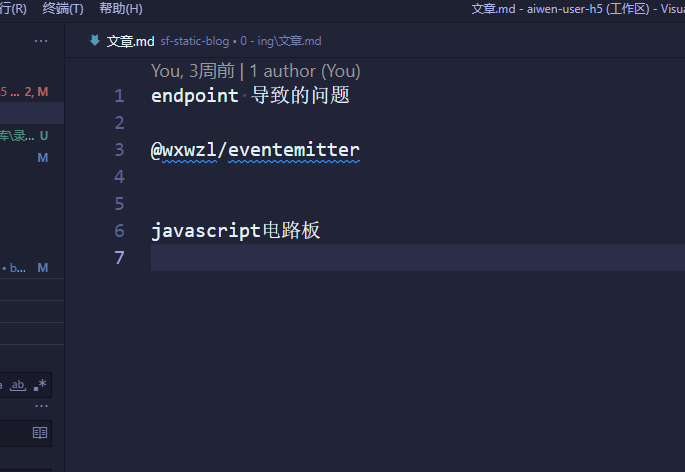 行(R) 终端(T) 帮助(H) 文章.md - aiwen-user-h5 (工作区) - Visua
文章.md sf-static-blog • 0 - ing\文章.md
You, 3周前 | 1 author (You)
5 ... 2, M
1 endpoint 导致的问题
2
库\录... U
3 @wxwzl/eventemitter
M
4
5
6 javascript电路板
7
• b... M
ab